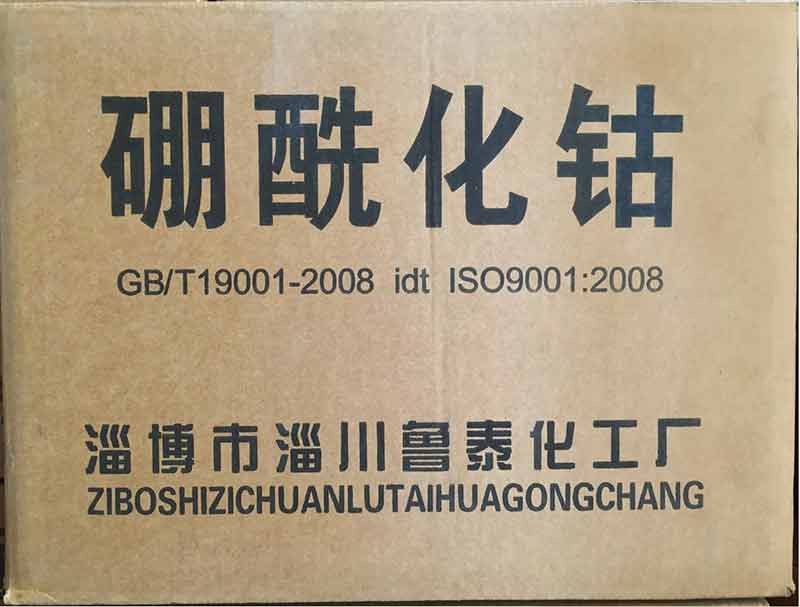 硼酰化钴
GB/T19001-2008 idt ISO9001:2008
淄博市淄川鲁泰化工厂
ZIBOSHIZICHUANLUTAIHUAGONGCHANG